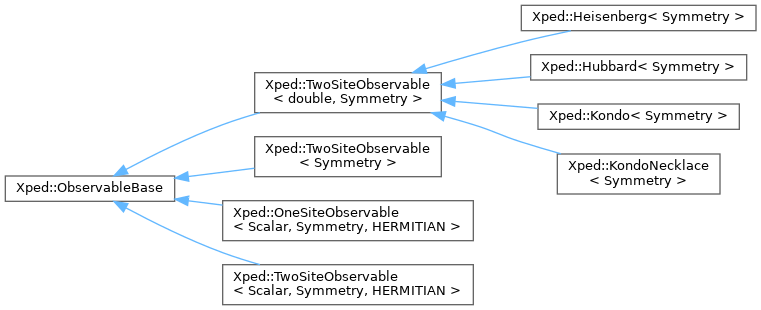 Xped::Heisenberg< Symmetry >
Xped::Hubbard< Symmetry >
Xped::TwoSiteObservable
< double, Symmetry >
Xped::Kondo< Symmetry >
Xped::TwoSiteObservable
< Symmetry >
Xped::KondoNecklace
< Symmetry >
Xped::ObservableBase
Xped::OneSiteObservable
< Scalar, Symmetry, HERMITIAN >
Xped::TwoSiteObservable
< Scalar, Symmetry, HERMITIAN >